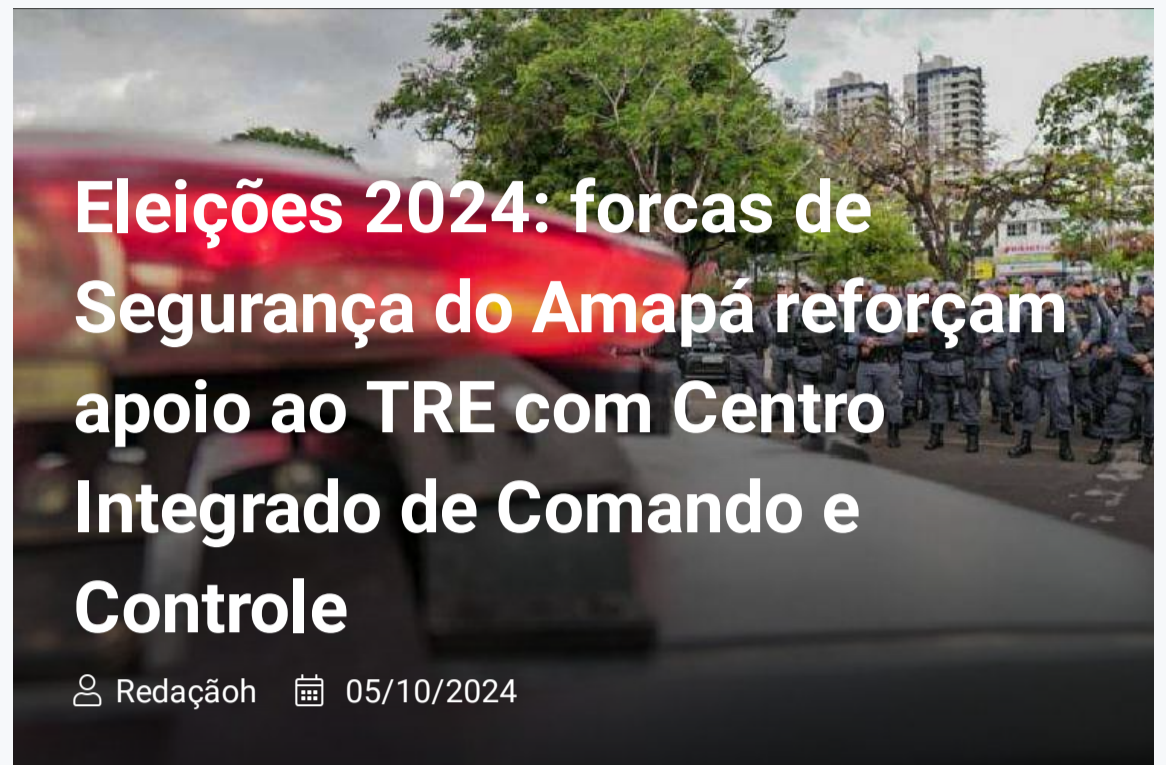 Eleições 2024: forcas de
Segurança do Amapá reforçam
apoio ao TRE com Centro
Integrado de Comando e
Controle
Redaçãoh 05/10/2024